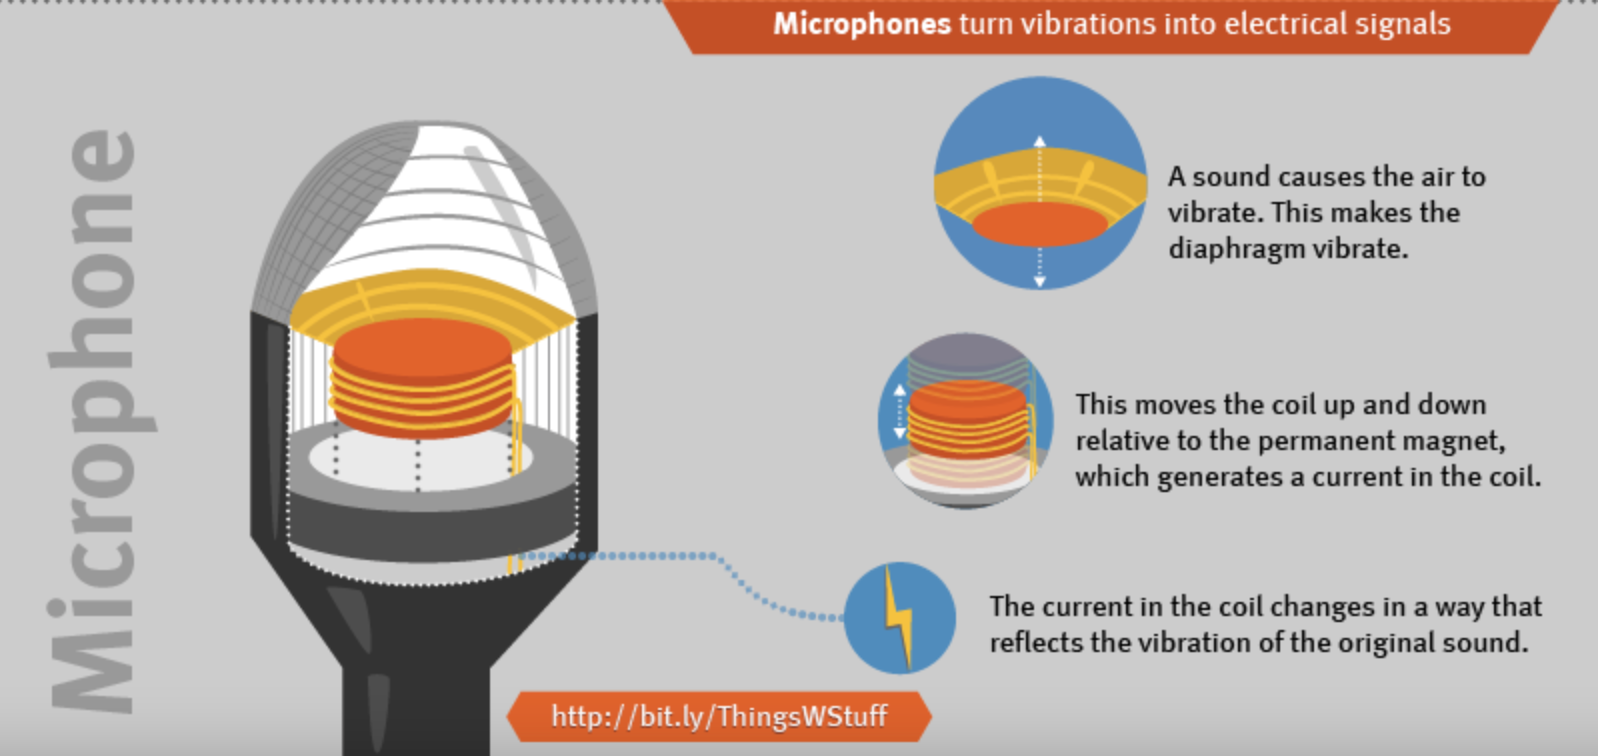 Microphones turn vibrations into electrical signals
Microphone
A sound causes the air to
vibrate. This makes the
diaphragm vibrate.
This moves the coil up and down
relative to the permanent magnet,
which generates a current in the coil.
The current in the coil changes in a way that
reflects the vibration of the original sound.
http://bit.ly/ThingsWStuff